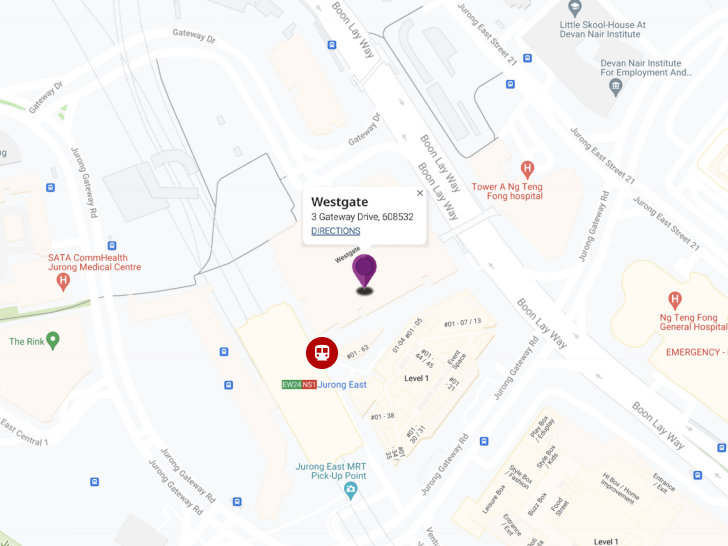 Boon Lay Way
Jurong East Street 21
Little Skool-House At
Devan Nair Institute
Gateway Dr
Devan Nair Institute
For Employment And...
Gateway Dr
Gateway Dr
Boon Lay Way
Boon Lay Way
Jurong East Street 21
ng
Jurong Gateway Rd
Tower A Ng Teng
Fong hospital
Jurong Gateway Rd
Jurong East Street 21
×
Westgate
3 Gateway Drive, 608532
DIRECTIONS
Westgate
SATA CommHealth
Jurong Medical Centre
H
H
H
Ng Teng Fong
General Hospital
EMERGENCY -
Boon Lay Way
The Rink
#01 - 07 / 13
01-04 #01 - 05
#01 - 63
#01 -
44 / 45
Event
Space
#01
- 21
Level 1
EW24 NS1 Jurong East
Jurong Gateway Rd
#01 - 38
#01 -
30 / 31
#01
- 34 /
35
Boon Lay Way
East Central 1
Jurong Gateway Rd
Jurong Gateway Rd
Jurong East MRT
Pick-Up Point
Jurong Gateway Rd
Play Box
/ Eduplay
Style Box
/ Kids
Style Box
/ Fashion
Leisure Box
Buzz Box
Food
Street
Entrance
/ Exit
Hi Box / Home
Improvement
Entrance
/ Exit
Level 1